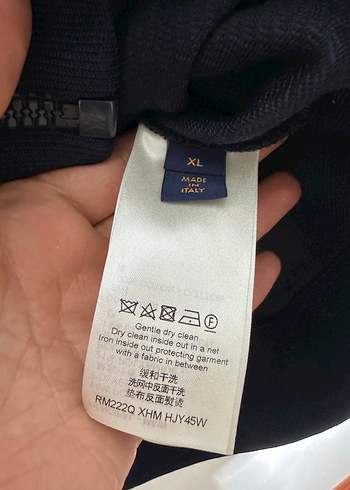 XL
MADE
IN
ITALY
F
Gentle dry clean
Dry clean inside out in a net
Iron inside out protecting garment
with a fabric in between
缓和干洗
洗网中反面干洗
垫布反面熨烫
RM222Q XHM HJY45W